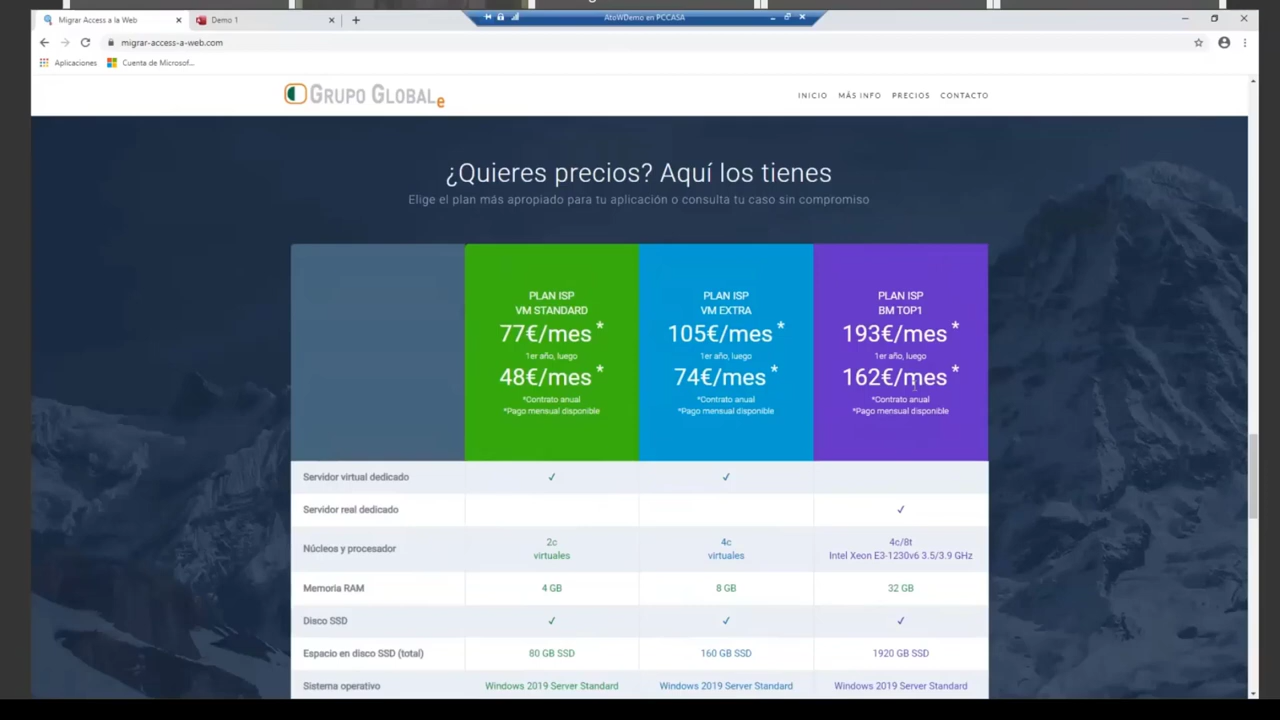 Migrar Access a la Web
Demo 1
AtoWDemo en PCCASA
migrar-access-a-web.com
Aplicaciones
Cuenta de Microsof...
GRUPO GLOBALe
INICIO
MÁS INFO
PRECIOS
CONTACTO
¿Quieres precios? Aquí los tienes
Elige el plan más apropiado para tu aplicación o consulta tu caso sin compromiso
PLAN ISP
VM STANDARD
77€/mes *
1er año, luego
48€/mes *
*Contrato anual
*Pago mensual disponible
PLAN ISP
VM EXTRA
105€/mes *
1er año, luego
74€/mes *
*Contrato anual
*Pago mensual disponible
PLAN ISP
BM TOP1
193€/mes *
1er año, luego
162€/mes *
*Contrato anual
*Pago mensual disponible
Servidor virtual dedicado ✓ ✓
Servidor real dedicado ✓
Núcleos y procesador
2c
virtuales
4c
virtuales
4c/8t
Intel Xeon E3-1230v6 3.5/3.9 GHz
Memoria RAM 4 GB 8 GB 32 GB
Disco SSD ✓ ✓ ✓
Espacio en disco SSD (total) 80 GB SSD 160 GB SSD 1920 GB SSD
Sistema operativo Windows 2019 Server Standard Windows 2019 Server Standard Windows 2019 Server Standard